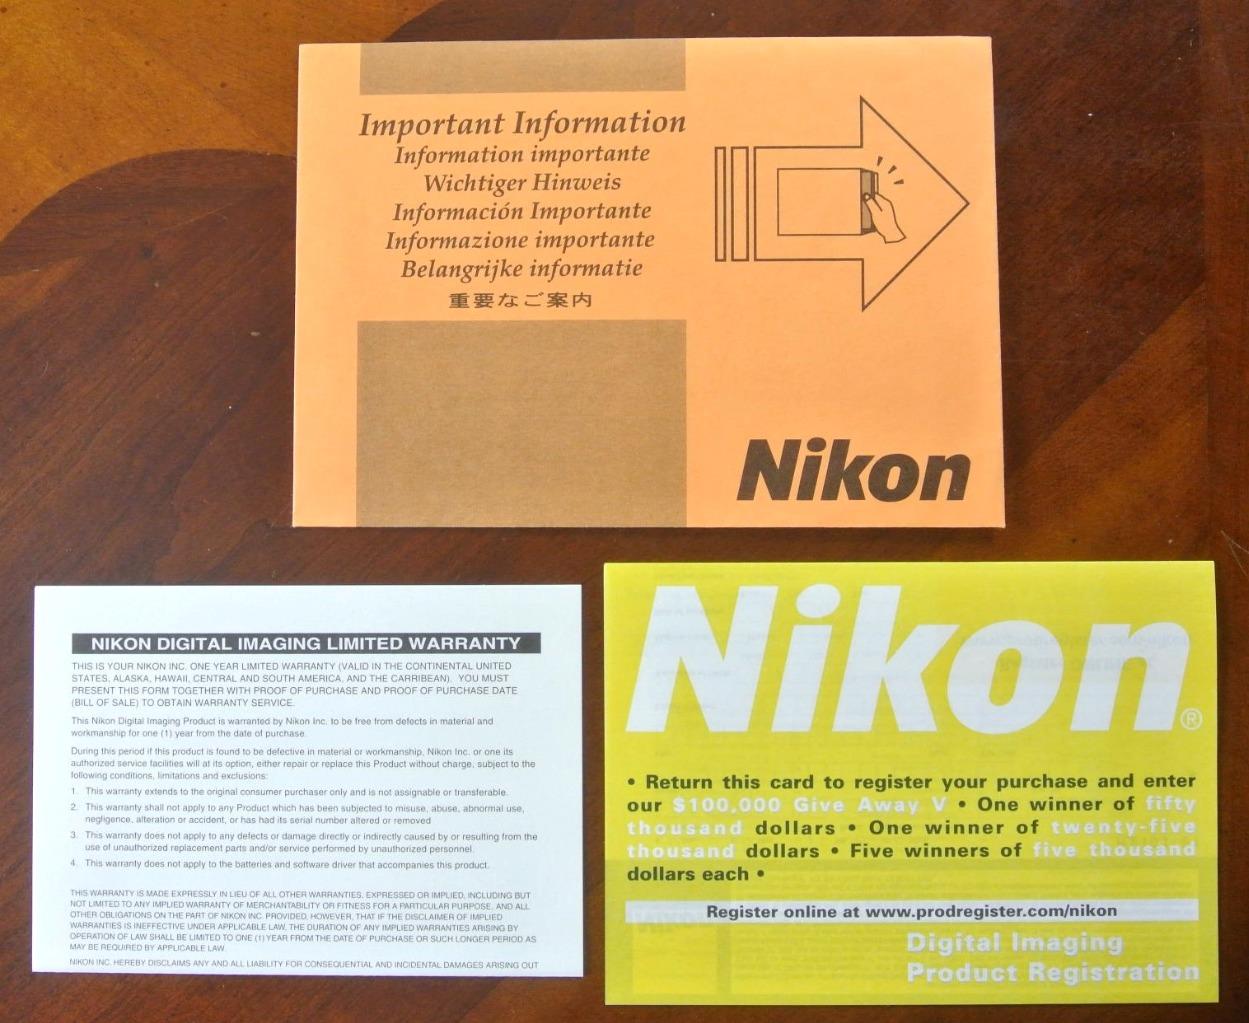 Important Information
Information importante
Wichtiger Hinweis
Información Importante
Informazione importante
Belangrijke informatie
重要なご案内
Nikon
NIKON DIGITAL IMAGING LIMITED WARRANTY
THIS IS YOUR NIKON INC. ONE YEAR LIMITED WARRANTY (VALID IN THE CONTINENTAL UNITED
STATES, ALASKA, HAWAII, CENTRAL AND SOUTH AMERICA, AND THE CARRIBEAN). YOU MUST
PRESENT THIS FORM TOGETHER WITH PROOF OF PURCHASE AND PROOF OF PURCHASE DATE
(BILL OF SALE) TO OBTAIN WARRANTY SERVICE.
This Nikon Digital Imaging Product is warranted by Nikon Inc. to be free from defects in material and
workmanship for one (1) year from the date of purchase.
During this period if this product is found to be defective in material or workmanship, Nikon Inc. or one its
authorized service facilities will at its option, either repair or replace this Product without charge, subject to the
following conditions, limitations and exclusions:
1. This warranty extends to the original consumer purchaser only and is not assignable or transferable.
2. This warranty shall not apply to any Product which has been subjected to misuse, abuse, abnormal use,
negligence, alteration or accident, or has had its serial number altered or removed
3. This warranty does not apply to any defects or damage directly or indirectly caused by or resulting from the
use of unauthorized replacement parts and/or service performed by unauthorized personnel.
4. This warranty does not apply to the batteries and software driver that accompanies this product.
THIS WARRANTY IS MADE EXPRESSLY IN LIEU OF ALL OTHER WARRANTIES, EXPRESSED OR IMPLIED, INCLUDING BUT
NOT LIMITED TO ANY IMPLIED WARRANTY OF MERCHANTABILITY OR FITNESS FOR A PARTICULAR PURPOSE, AND ALL
OTHER OBLIGATIONS ON THE PART OF NIKON INC. PROVIDED, HOWEVER, THAT IF THE DISCLAIMER OF IMPLIED
WARRANTIES IS INEFFECTIVE UNDER APPLICABLE LAW, THE DURATION OF ANY IMPLIED WARRANTIES ARISING BY
OPERATION OF LAW SHALL BE LIMITED TO ONE (1) YEAR FROM THE DATE OF PURCHASE OR SUCH LONGER PERIOD AS
MAY BE REQUIRED BY APPLICABLE LAW.
NIKON INC. HEREBY DISCLAIMS ANY AND ALL LIABILITY FOR CONSEQUENTIAL AND INCIDENTAL DAMAGES ARISING OUT
Nikon®
• Return this card to register your purchase and enter
our $100,000 Give Away V • One winner of fifty
thousand dollars • One winner of twenty-five
thousand dollars • Five winners of five thousand
dollars each •
Register online at www.prodregister.com/nikon
Digital Imaging
Product Registration